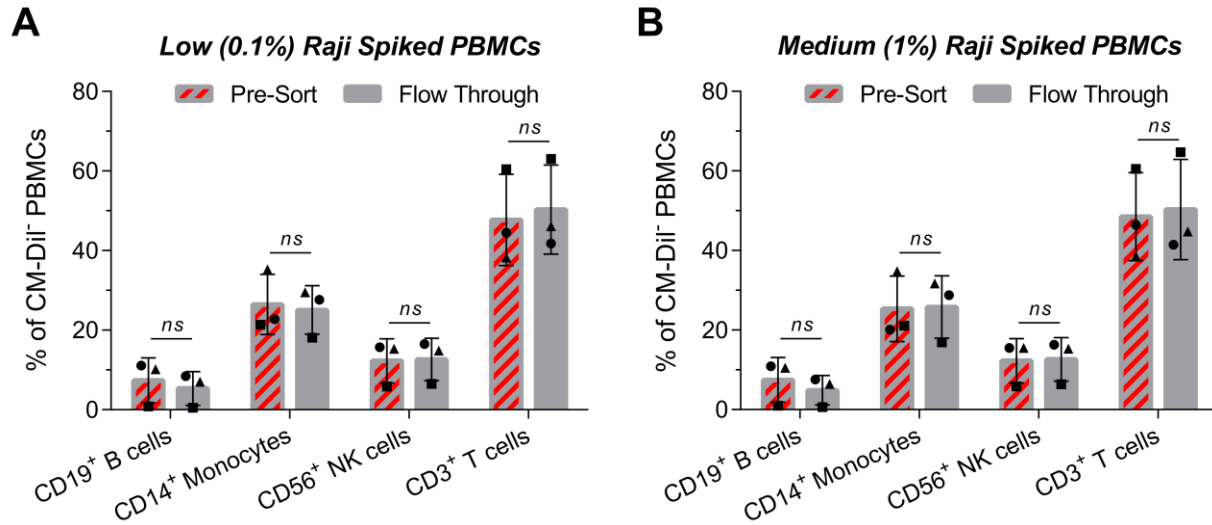 A
Low (0.1%) Raji Spiked PBMCs
Pre-Sort
Flow Through
% of CM-DiI⁻ PBMCs
80
60
40
20
0
ns
ns
ns
ns
CD19⁺ B cells
CD14⁺ Monocytes
CD56⁺ NK cells
CD3⁺ T cells
B
Medium (1%) Raji Spiked PBMCs
Pre-Sort
Flow Through
% of CM-DiI⁻ PBMCs
80
60
40
20
0
ns
ns
ns
ns
CD19⁺ B cells
CD14⁺ Monocytes
CD56⁺ NK cells
CD3⁺ T cells